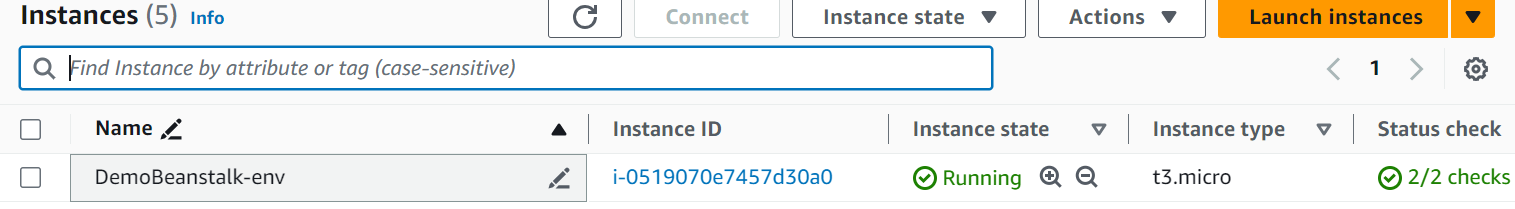 Instances (5) Info
Connect Instance state Actions Launch instances
Find Instance by attribute or tag (case-sensitive)
1
Name Instance ID Instance state Instance type Status check
DemoBeanstalk-env i-0519070e7457d30a0 Running t3.micro 2/2 checks